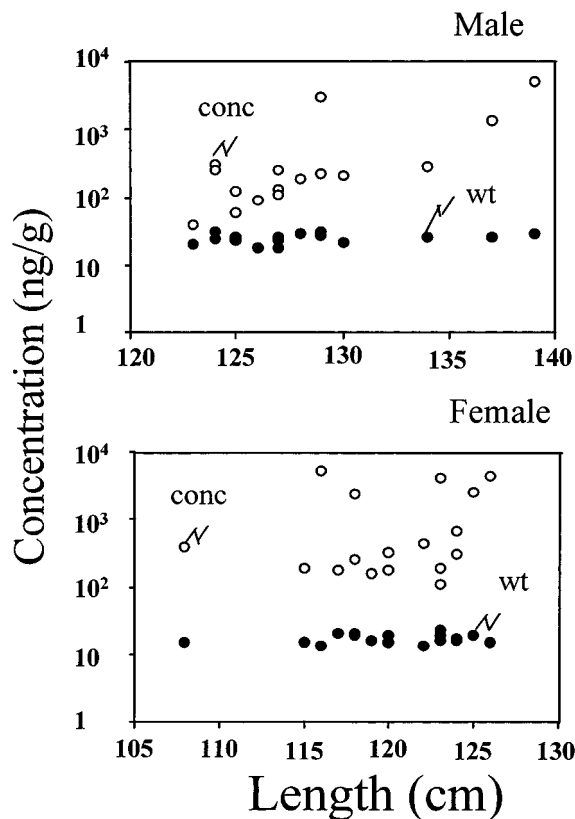 Male
10⁴
10³
10²
10
1
conc
wt
120 125 130 135 140
Female
10⁴
10³
10²
10
1
conc
wt
105 110 115 120 125 130
Concentration (ng/g)
Length (cm)